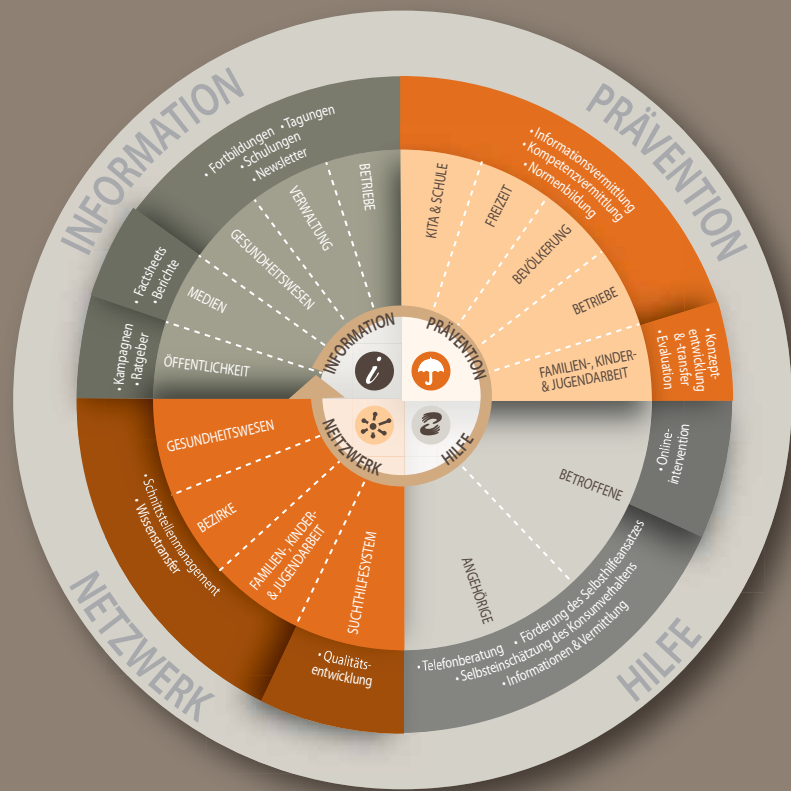 INFORMATION
• Fortbildungen • Tagungen
• Schulungen
• Newsletter
• Factsheets
• Berichte
• Kampagnen
• Ratgeber
BETRIEBE
VERWALTUNG
GESUNDHEITSWESEN
MEDIEN
ÖFFENTLICHKEIT
PRÄVENTION
• Informationsvermittlung
• Kompetenzvermittlung
• Normenbildung
• Konzept-
entwicklung
& -transfer
• Evaluation
KITA & SCHULE
FREIZEIT
BEVÖLKERUNG
BETRIEBE
FAMILIEN-, KINDER-
& JUGENDARBEIT
INFORMATION
i
PRÄVENTION
NETZWERK
HILFE
GESUNDHEITSWESEN
BEZIRKE
FAMILIEN-, KINDER-
& JUGENDARBEIT
SUCHTHILFESYSTEM
• Schnittstellenmanagement
• Wissenstransfer
• Qualitäts-
entwicklung
NETZWERK
BETROFFENE
ANGEHÖRIGE
• Online-
intervention
• Telefonberatung • Förderung des Selbsthilfeansatzes
• Selbsteinschätzung des Konsumverhaltens
• Informationen & Vermittlung
HILFE